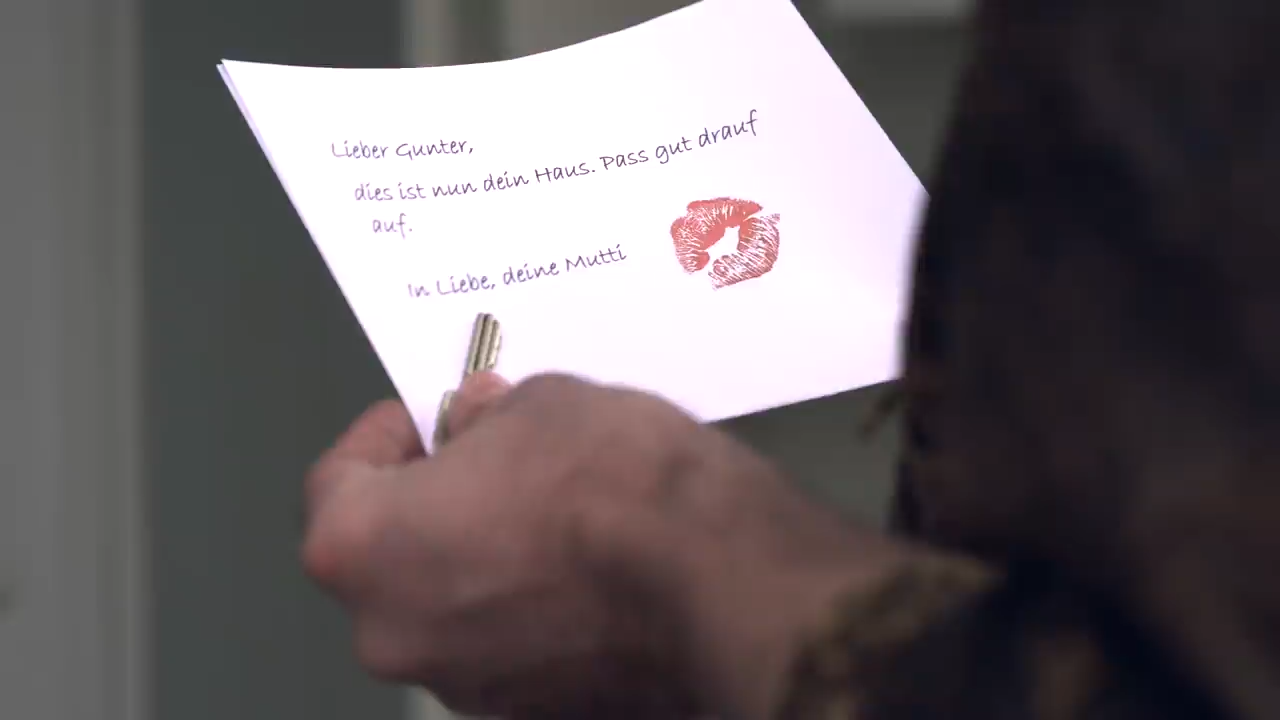 Lieber Gunter,
dies ist nun dein Haus. Pass gut drauf
auf.
In Liebe, deine Mutti